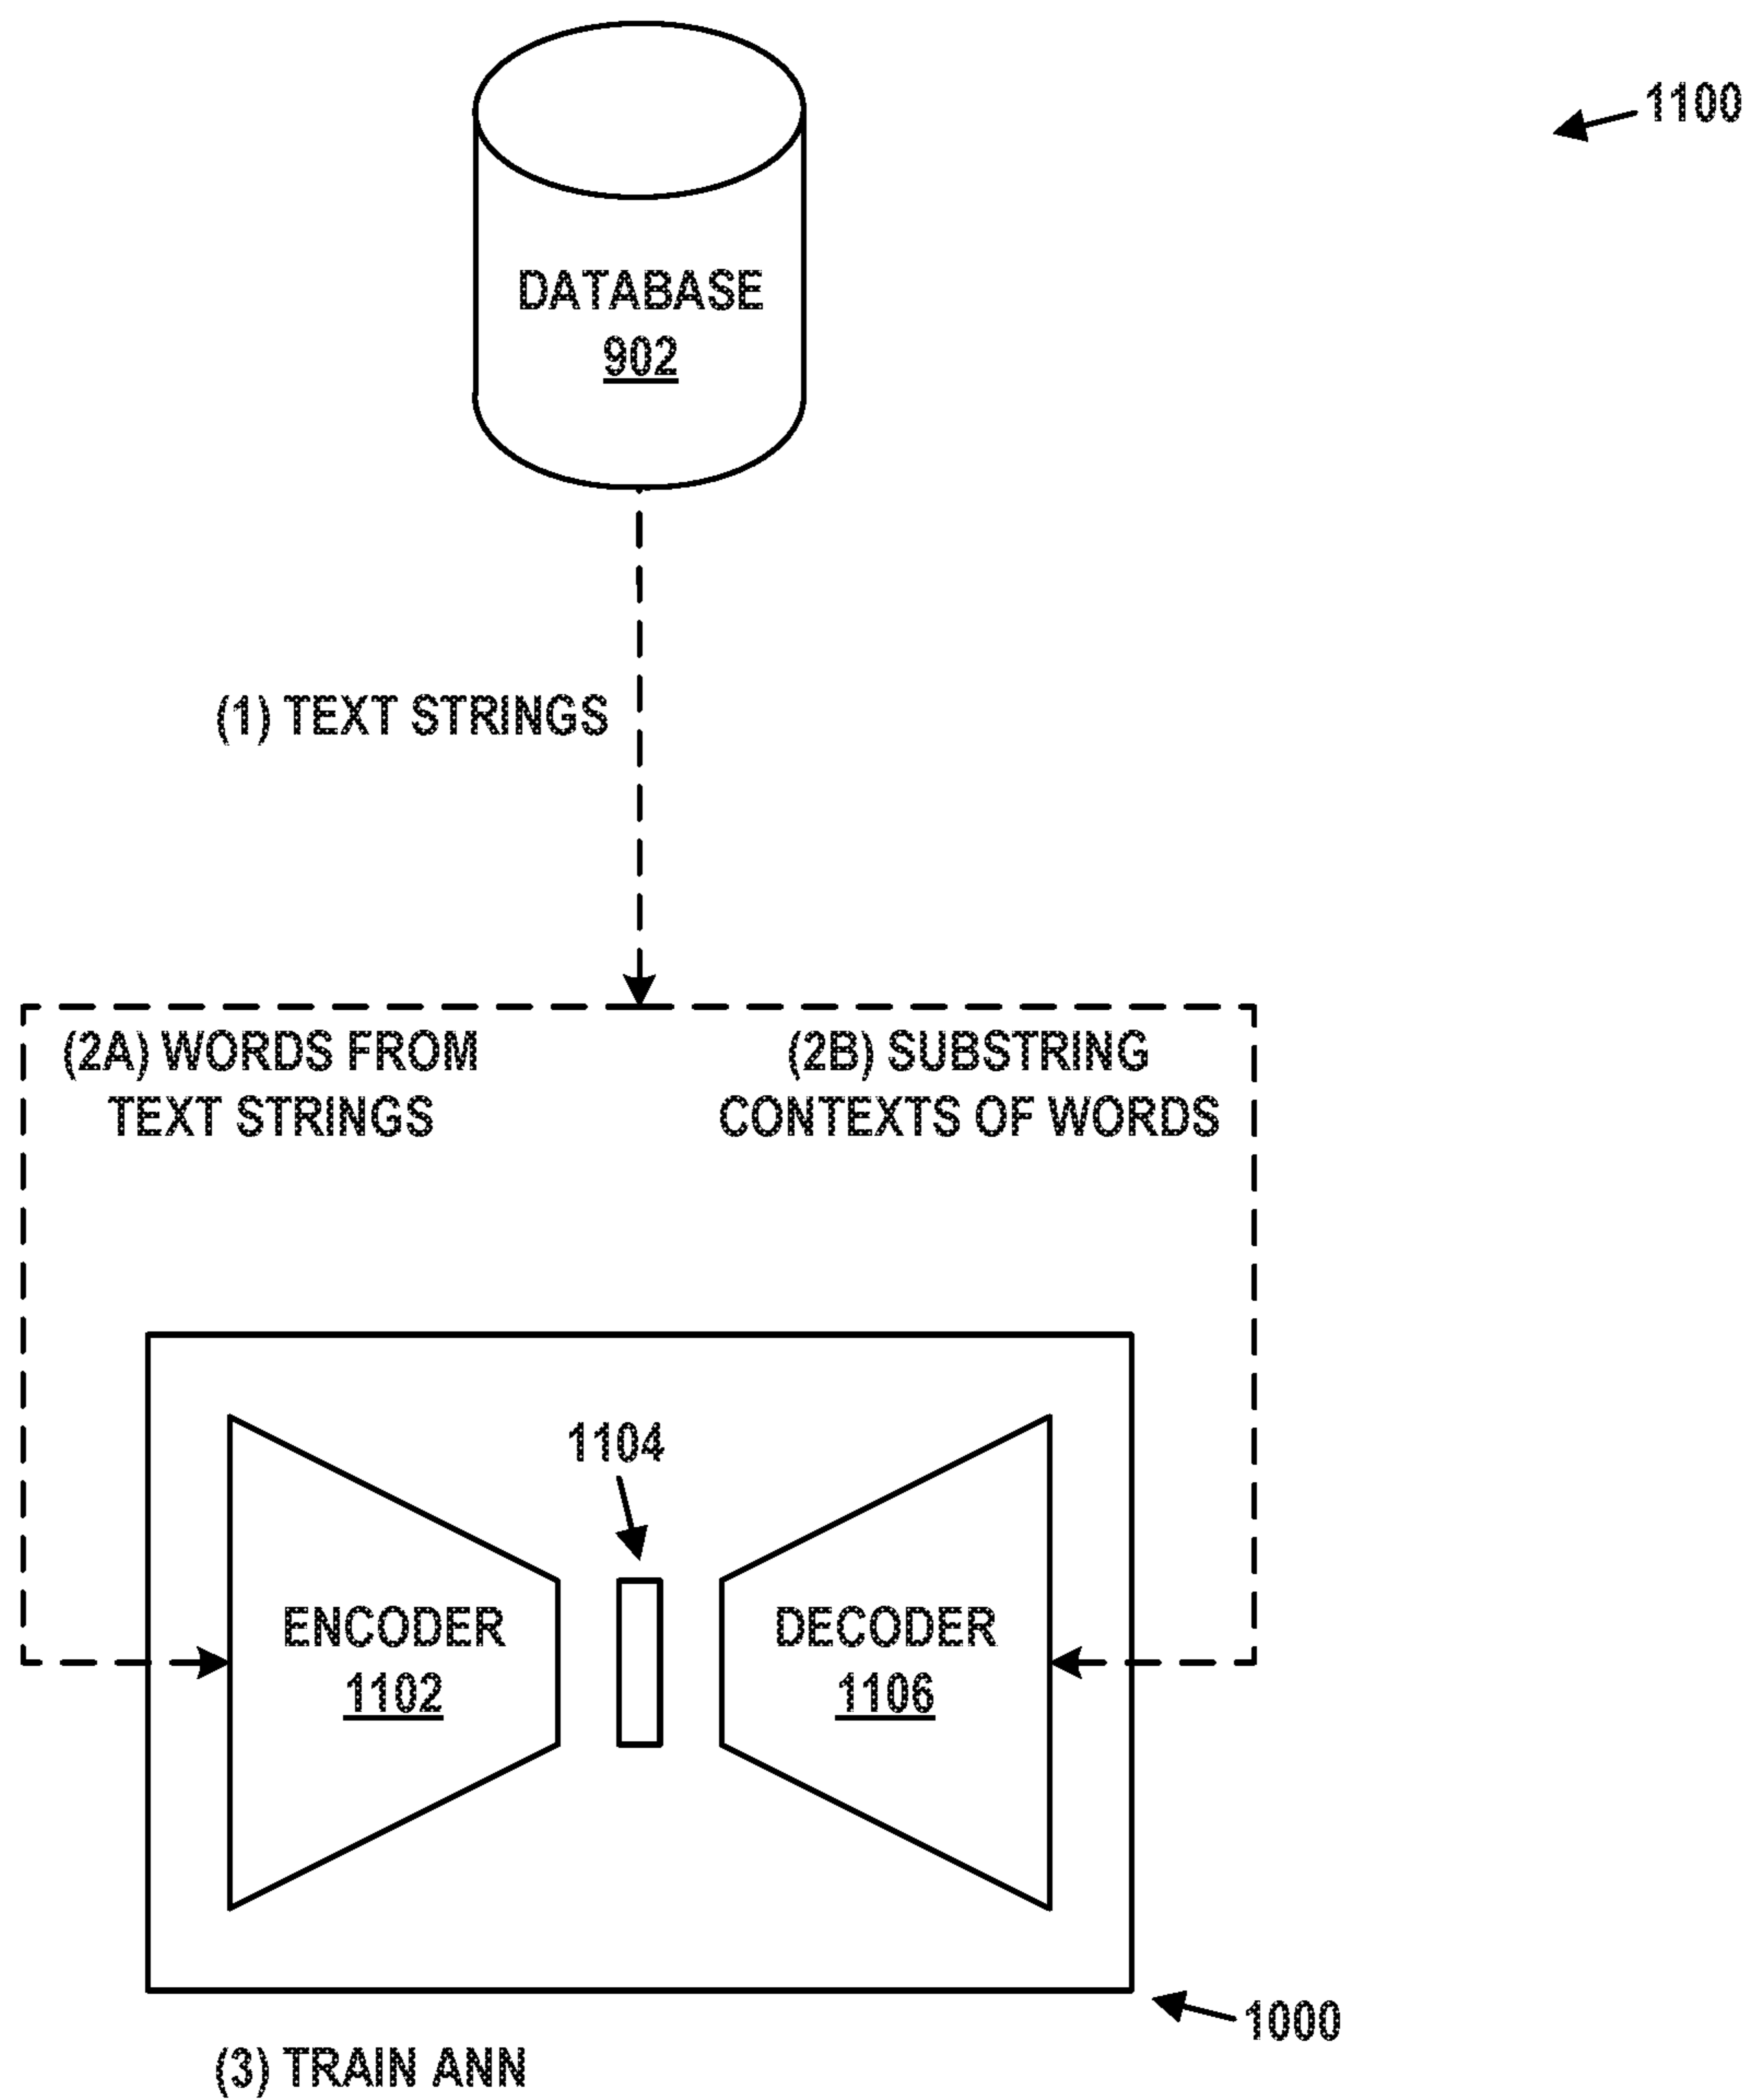 1100
DATABASE
902
(1) TEXT STRINGS
(2A) WORDS FROM
TEXT STRINGS
(2B) SUBSTRING
CONTEXTS OF WORDS
1104
ENCODER
1102
DECODER
1106
1000
(3) TRAIN ANN